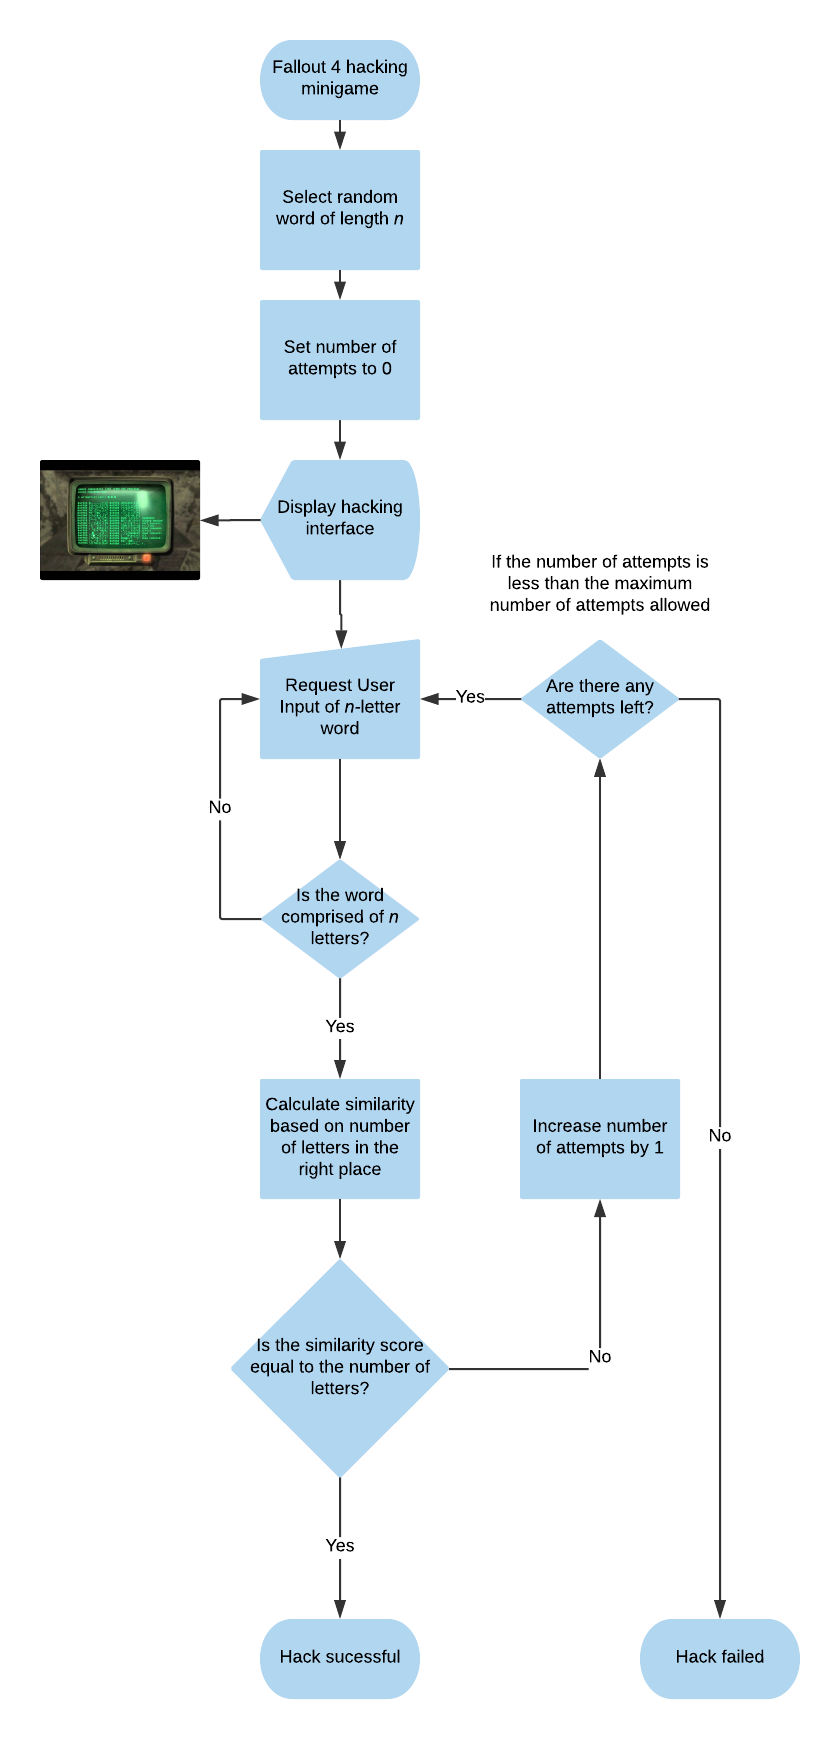 Fallout 4 hacking
minigame
Select random
word of length n
Set number of
attempts to 0
Display hacking
interface
If the number of attempts is
less than the maximum
number of attempts allowed
Request User
Input of n-letter
word
Yes
Are there any
attempts left?
No
Is the word
comprised of n
letters?
Yes
Calculate similarity
based on number
of letters in the
right place
Increase number
of attempts by 1
No
Is the similarity score
equal to the number of
letters?
No
Yes
Hack sucessful
Hack failed